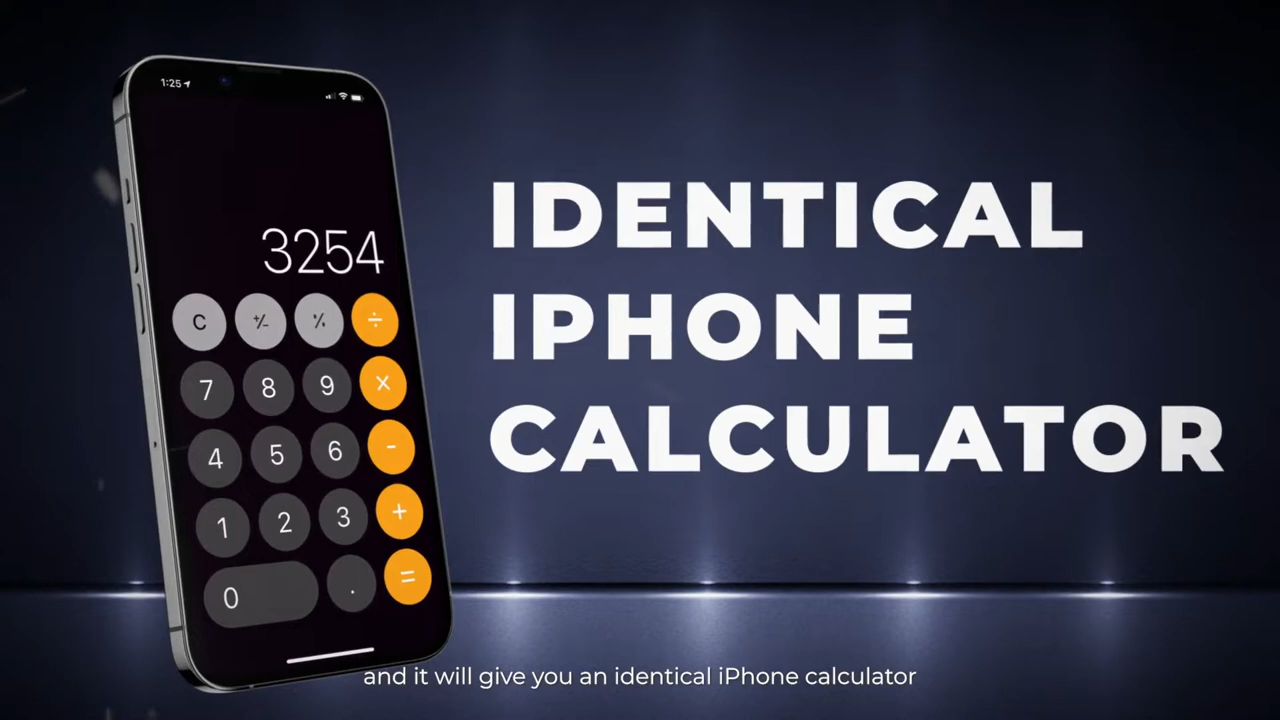 1:25
3254
C +/- % ÷
7 8 9 ×
4 5 6 -
1 2 3 +
0 . =
IDENTICAL
IPHONE
CALCULATOR
and it will give you an identical iPhone calculator